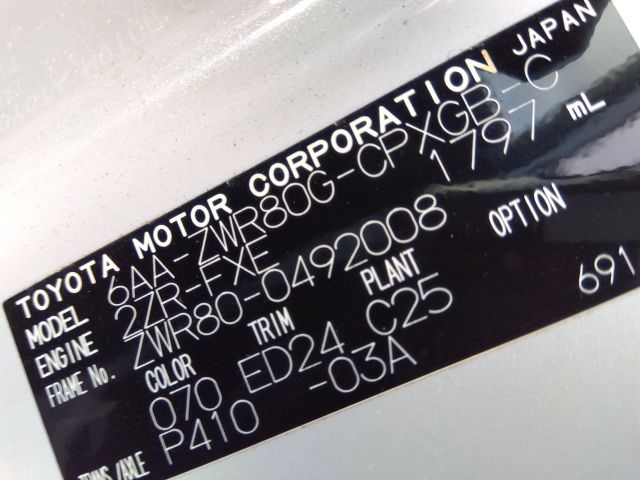 TOYOTA MOTOR CORPORATION JAPAN
MODEL 6AA-ZWR80G-CPXGB-C
ENGINE 2ZR-FXE 1797 mL
FRAME No. ZWR80-0492008
COLOR TRIM PLANT OPTION
070 ED24 C25 691
TRANS/AXLE P410 -03A